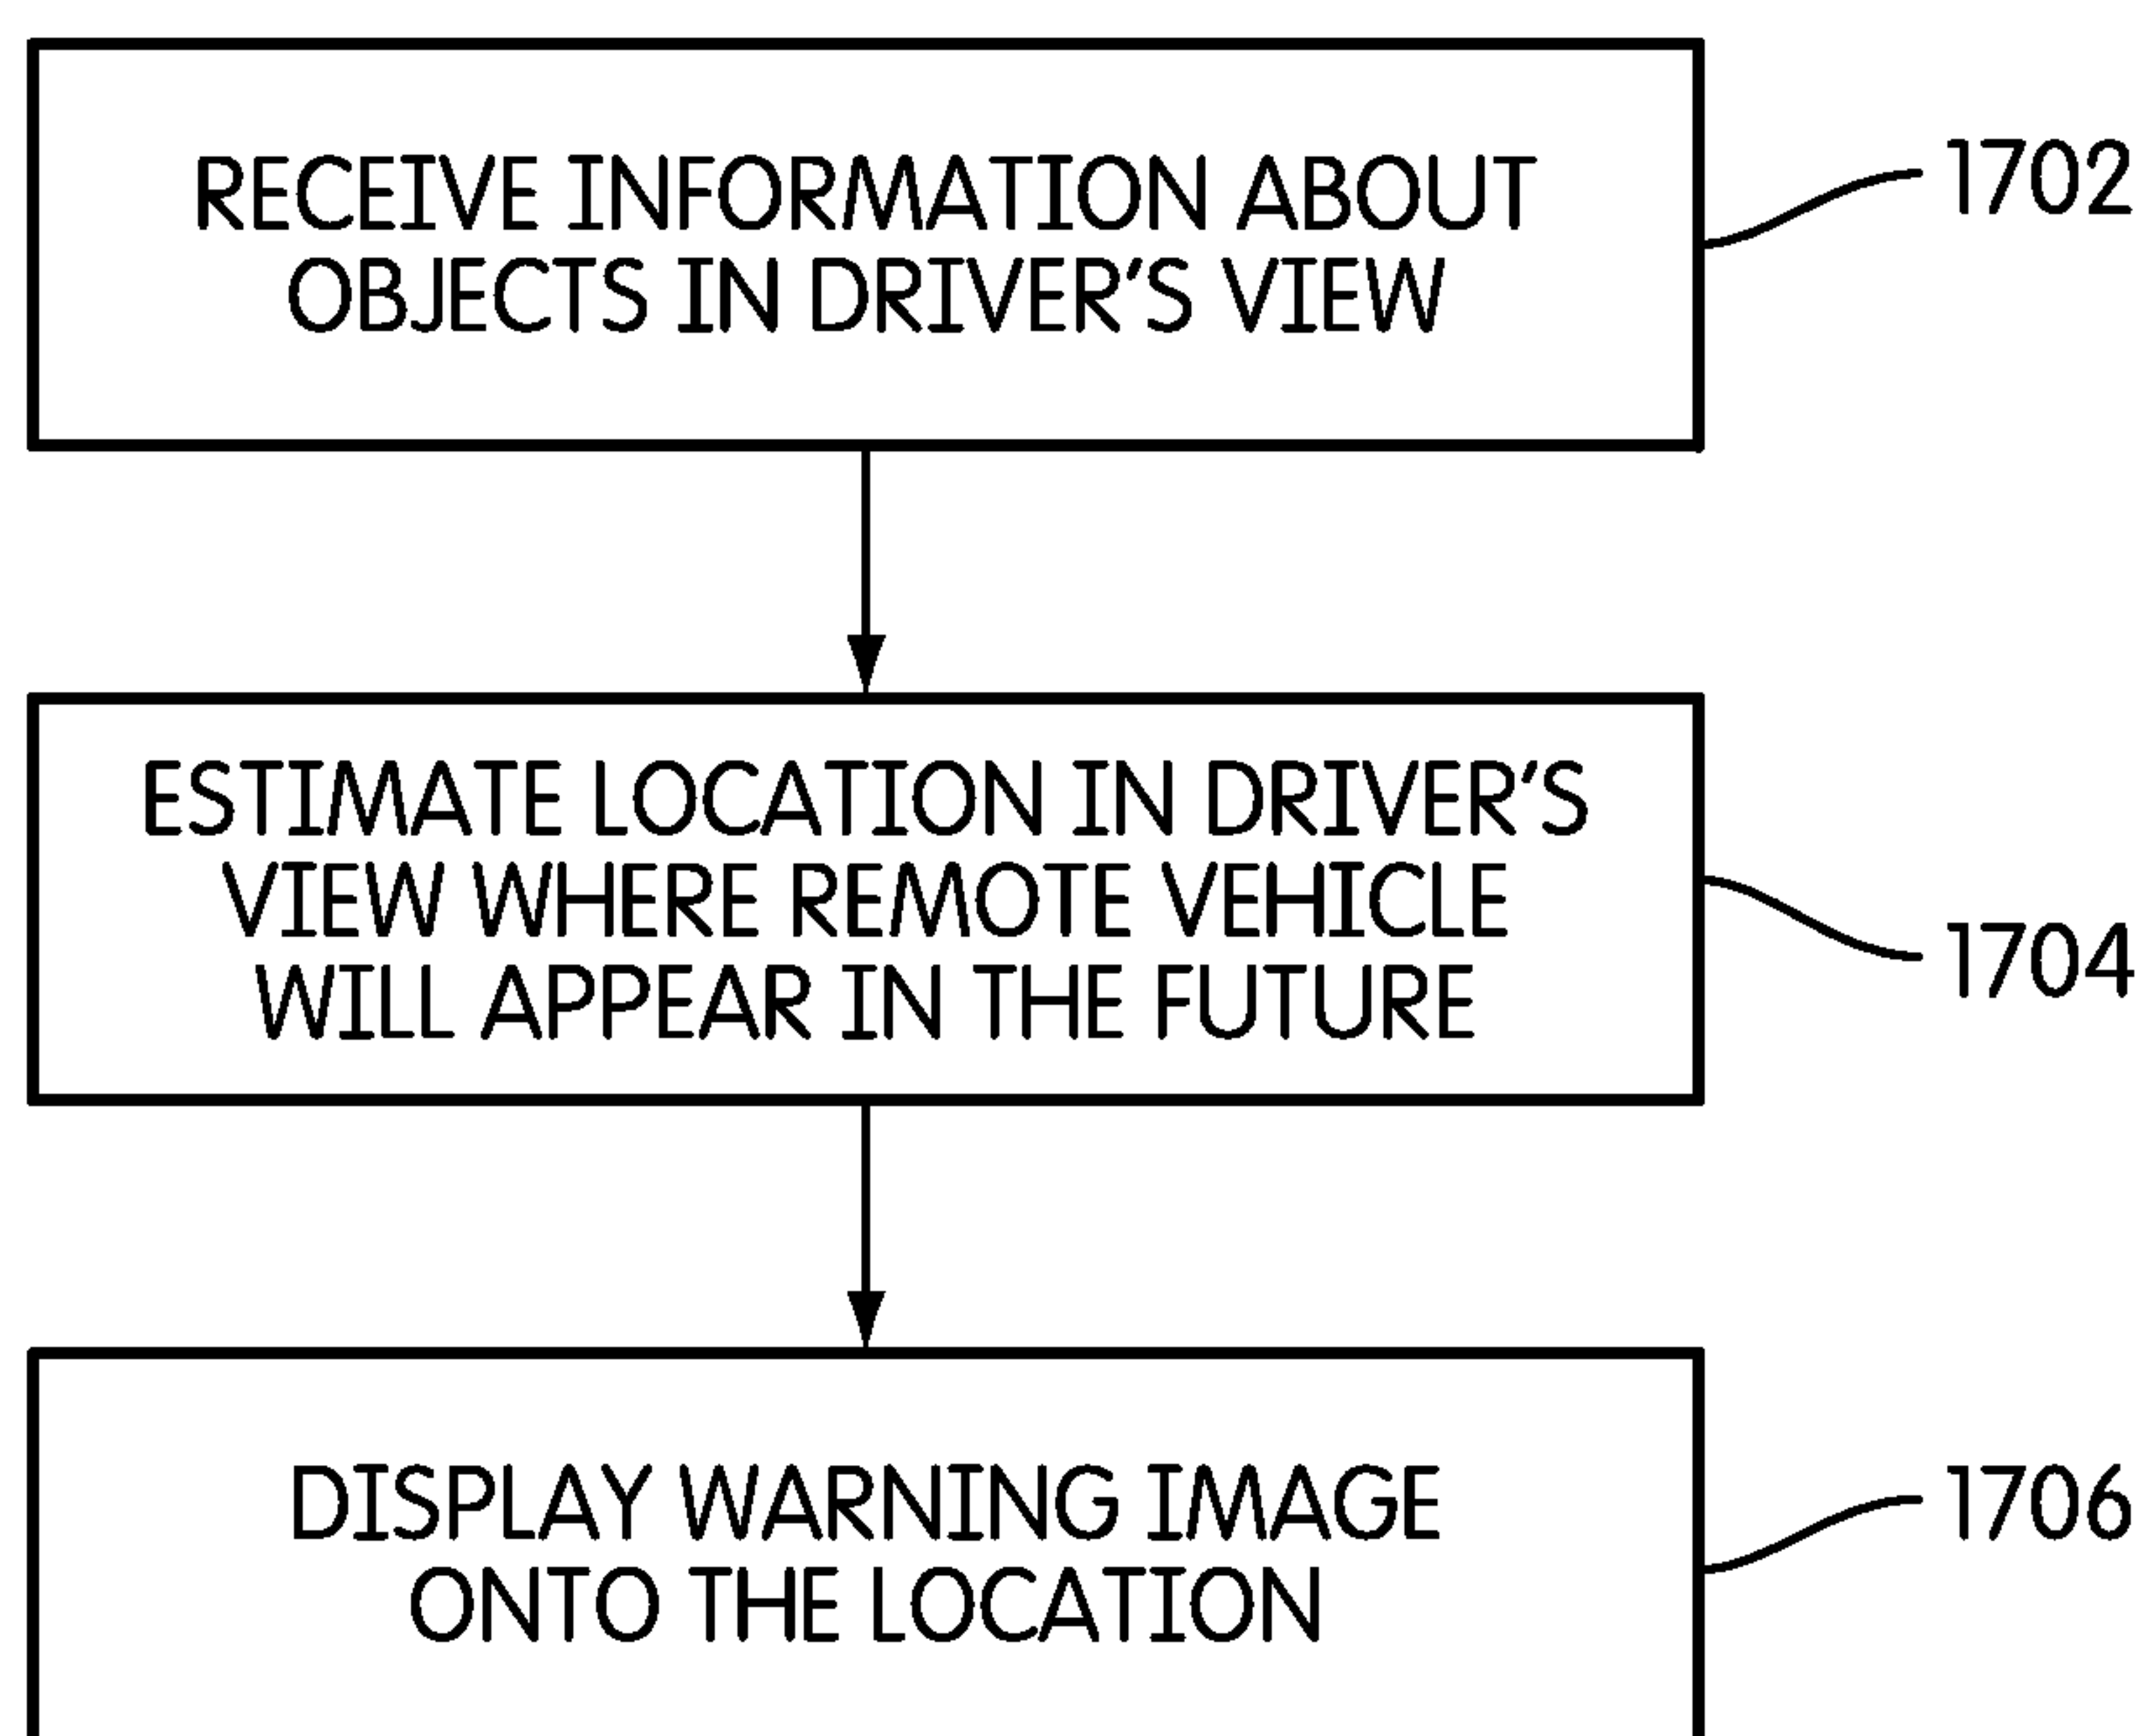 RECEIVE INFORMATION ABOUT
OBJECTS IN DRIVER'S VIEW
1702
ESTIMATE LOCATION IN DRIVER'S
VIEW WHERE REMOTE VEHICLE
WILL APPEAR IN THE FUTURE
1704
DISPLAY WARNING IMAGE
ONTO THE LOCATION
1706